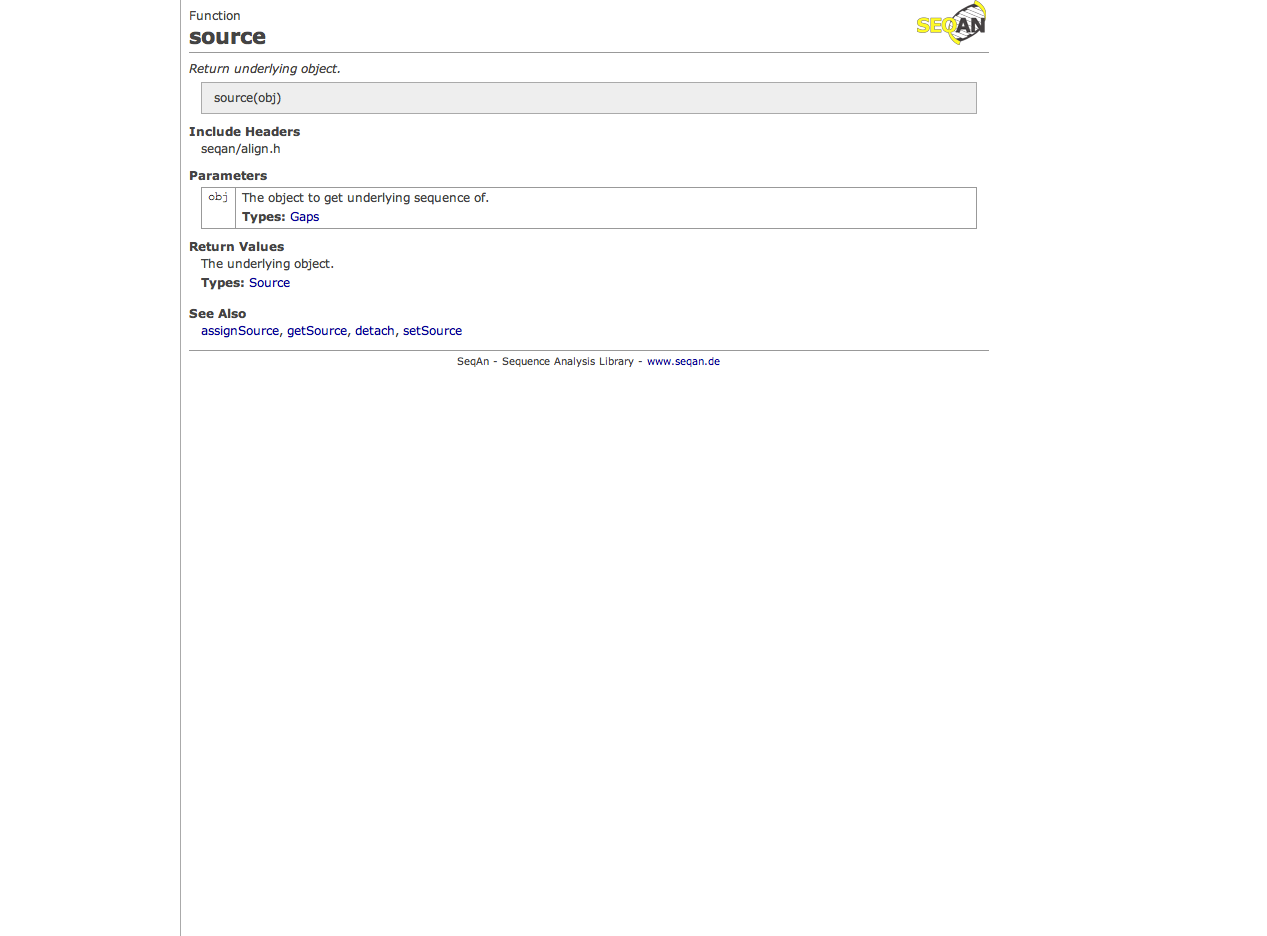 Function
SEQAN
source
Return underlying object.
source(obj)
Include Headers
seqan/align.h
Parameters
obj The object to get underlying sequence of.
Types: Gaps
Return Values
The underlying object.
Types: Source
See Also
assignSource, getSource, detach, setSource
SeqAn - Sequence Analysis Library - www.seqan.de